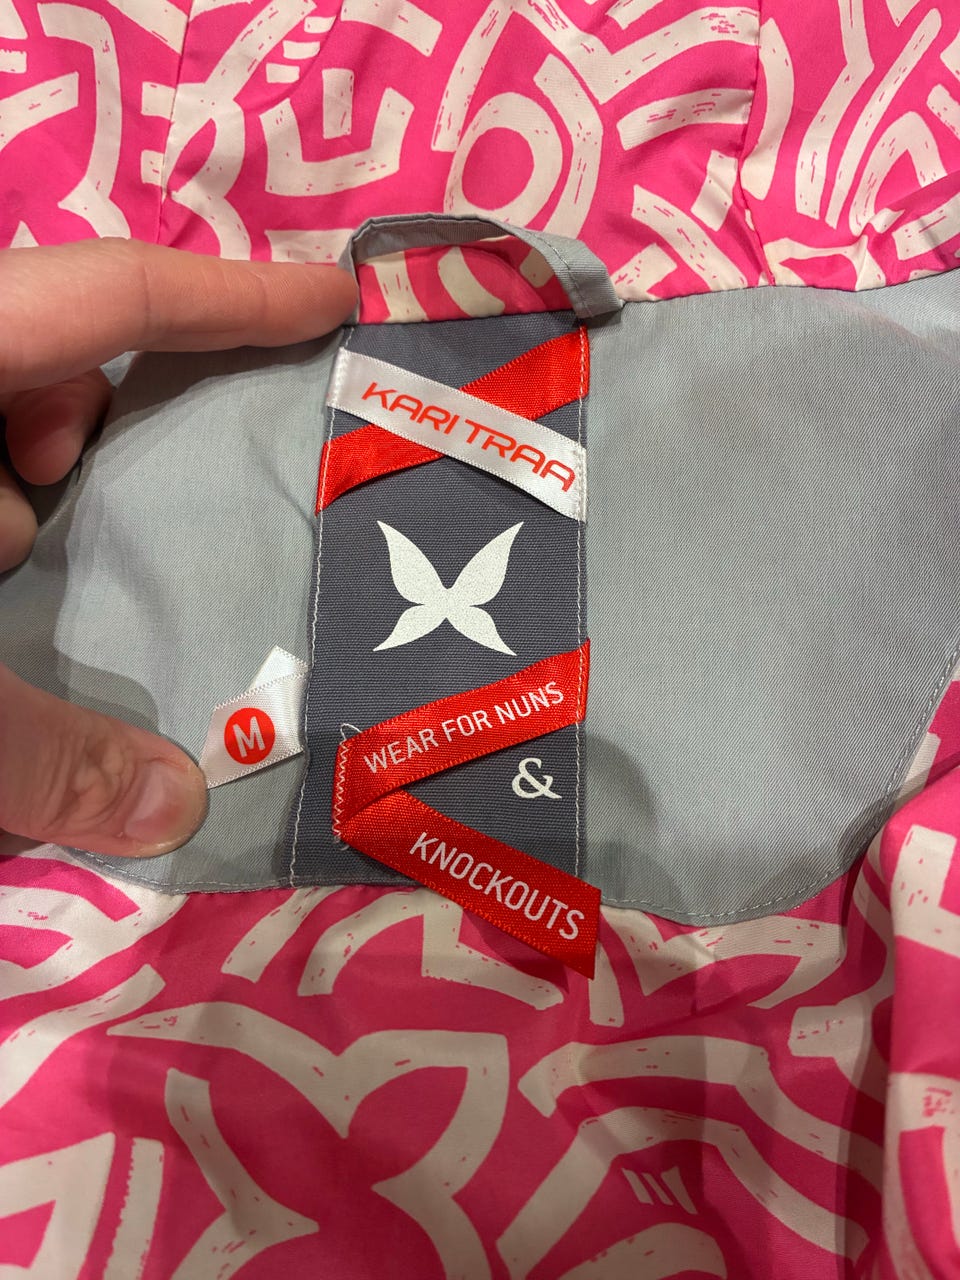 KARI TRAA
M
WEAR FOR NUNS
&
KNOCKOUTS